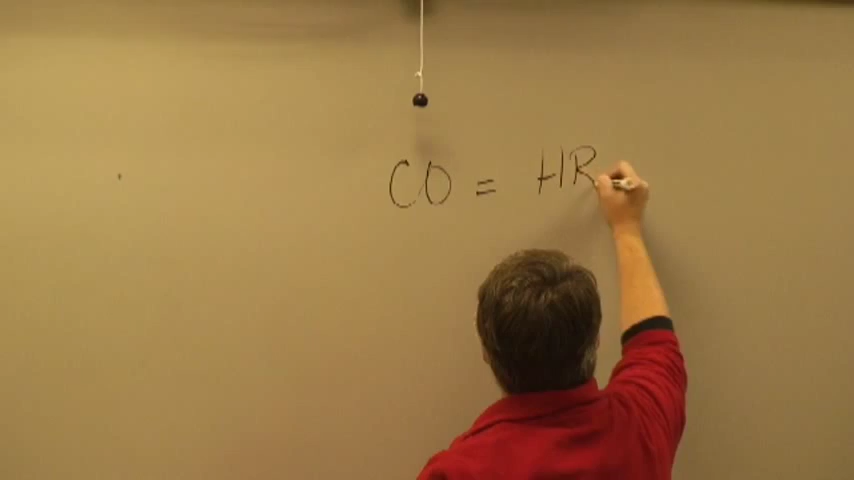 CO = HR